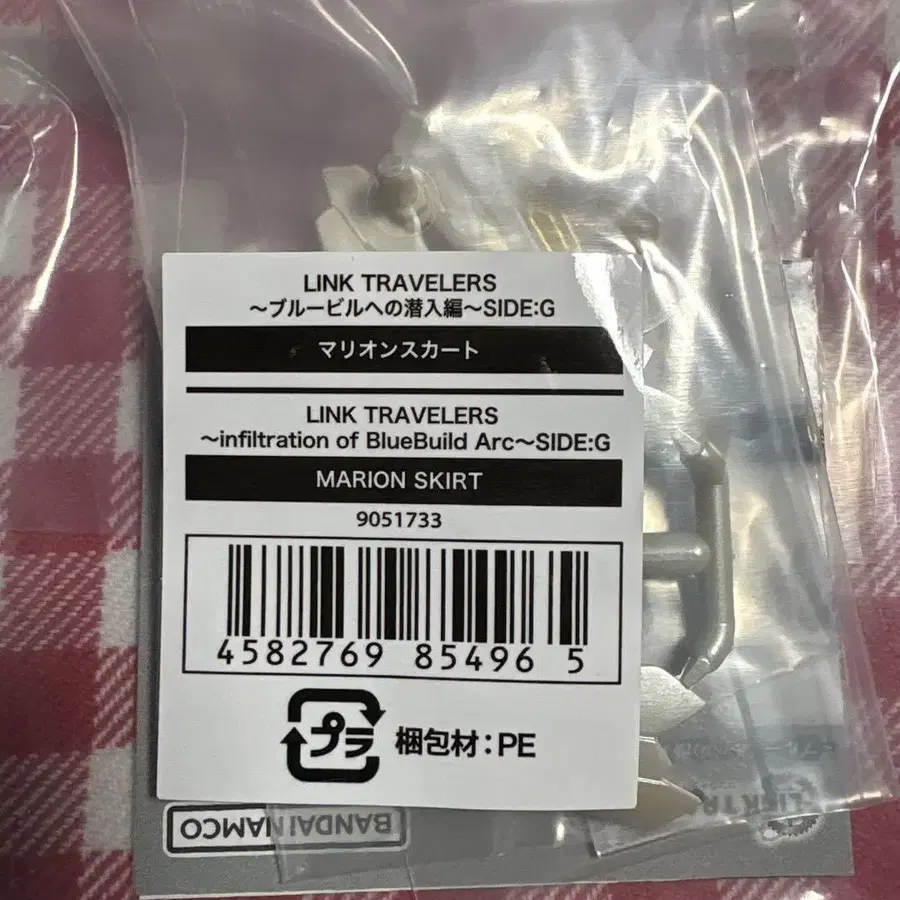 LINK TRAVELERS
～ブルービルへの潜入編～SIDE:G
マリオンスカート
LINK TRAVELERS
～infiltration of BlueBuild Arc～SIDE:G
MARION SKIRT
9051733
4582769 85496 5
プラ 梱包材：PE
BANDAI NAMCO
LINK TRA